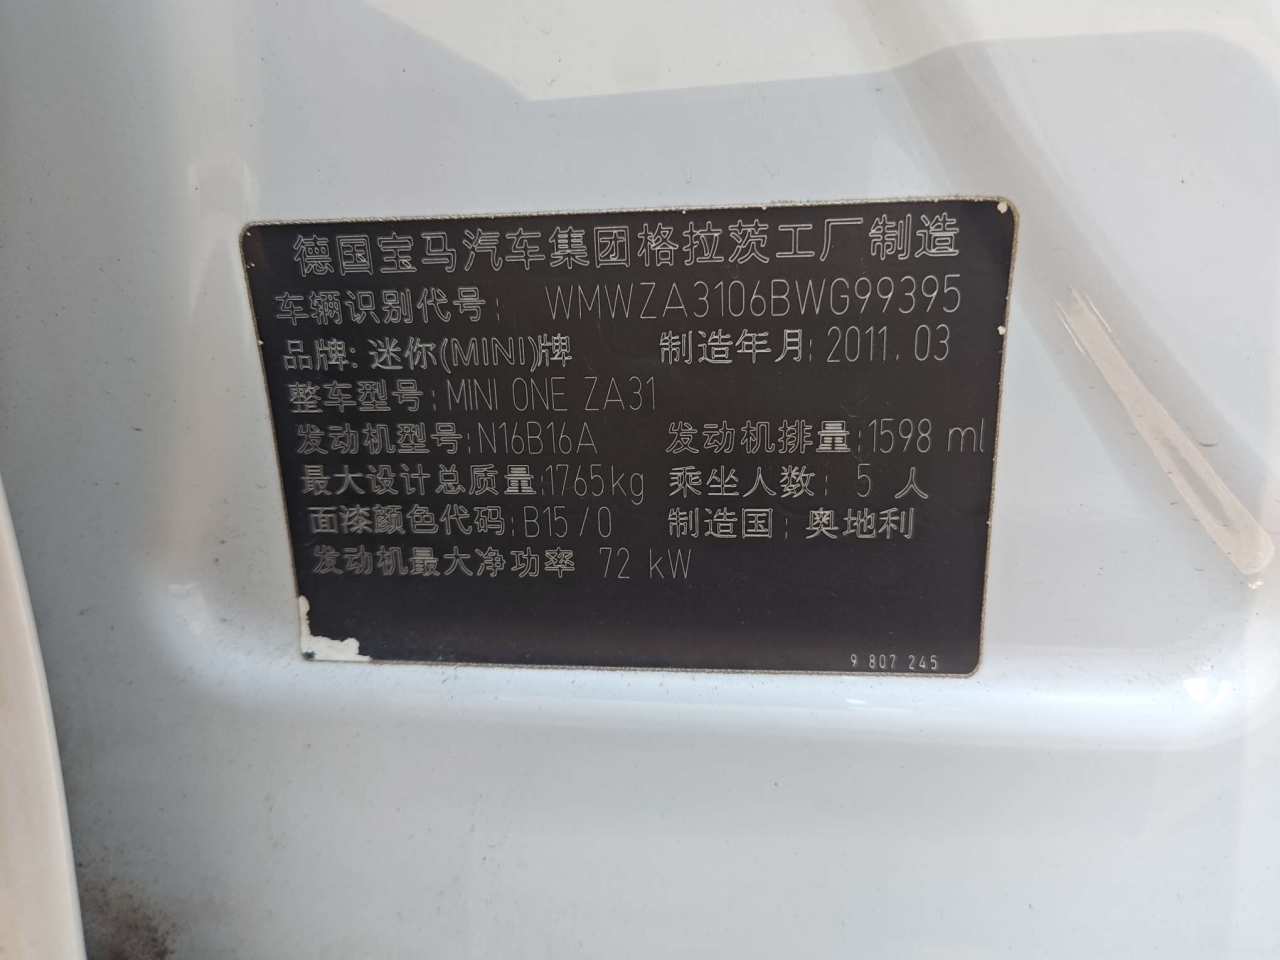 德国宝马汽车集团格拉茨工厂制造
车辆识别代号: WMWZA3106BWG99395
品牌: 迷你(MINI)牌 制造年月: 2011.03
整车型号: MINI ONE ZA31
发动机型号: N16B16A 发动机排量: 1598 ml
最大设计总质量: 1765kg 乘坐人数: 5 人
面漆颜色代码: B15/0 制造国: 奥地利
发动机最大净功率 72 kW
9 807 245